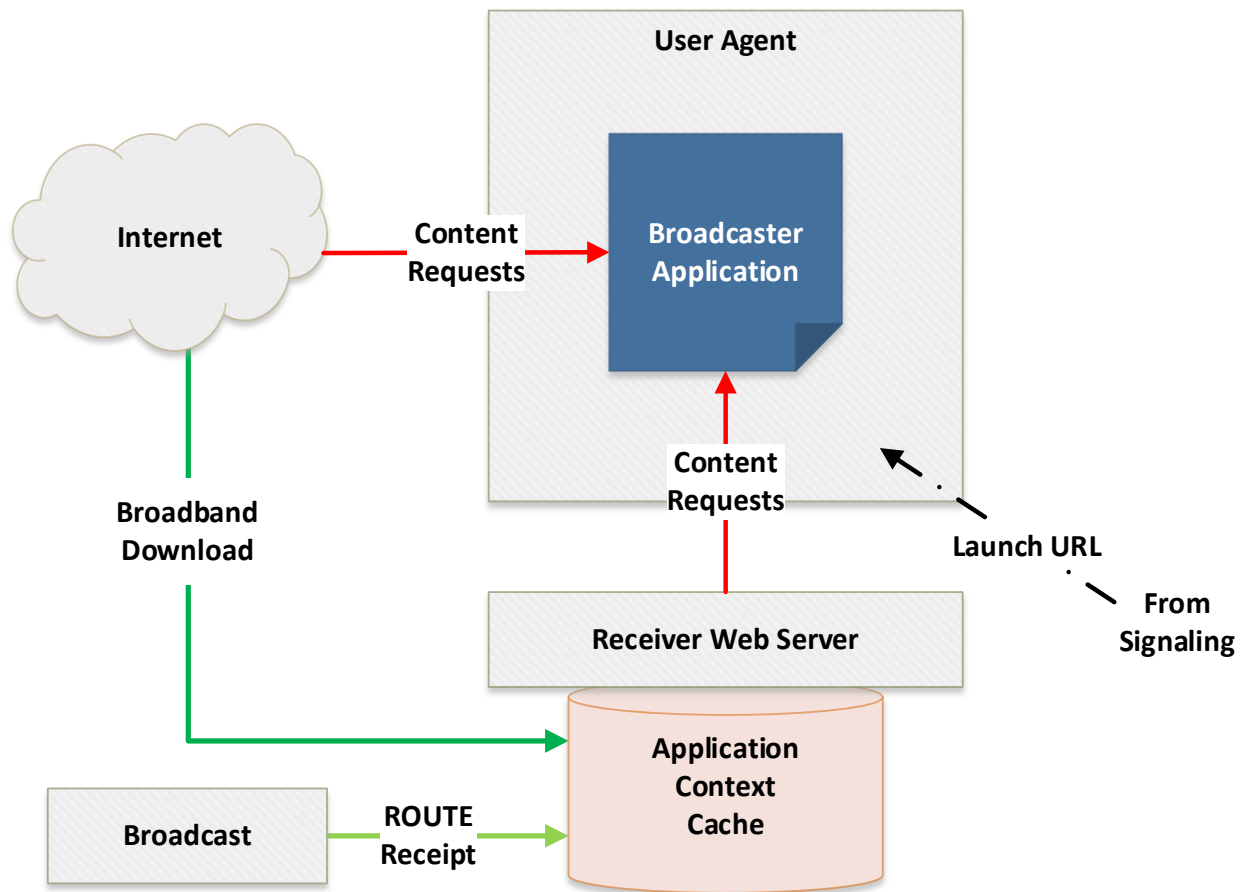 User Agent
Internet
Content
Requests
Broadcaster
Application
Content
Requests
Broadband
Download
Launch URL
From
Signaling
Receiver Web Server
Application
Context
Cache
Broadcast
ROUTE
Receipt